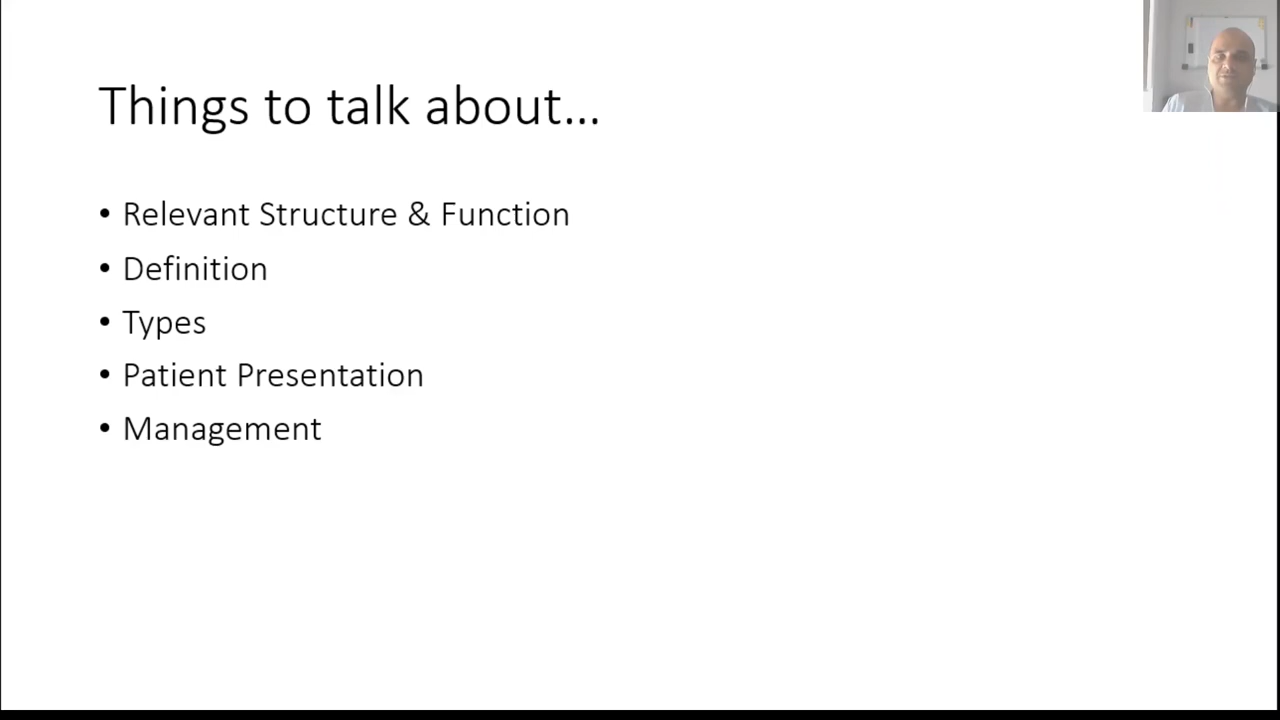 Things to talk about...
• Relevant Structure & Function
• Definition
• Types
• Patient Presentation
• Management